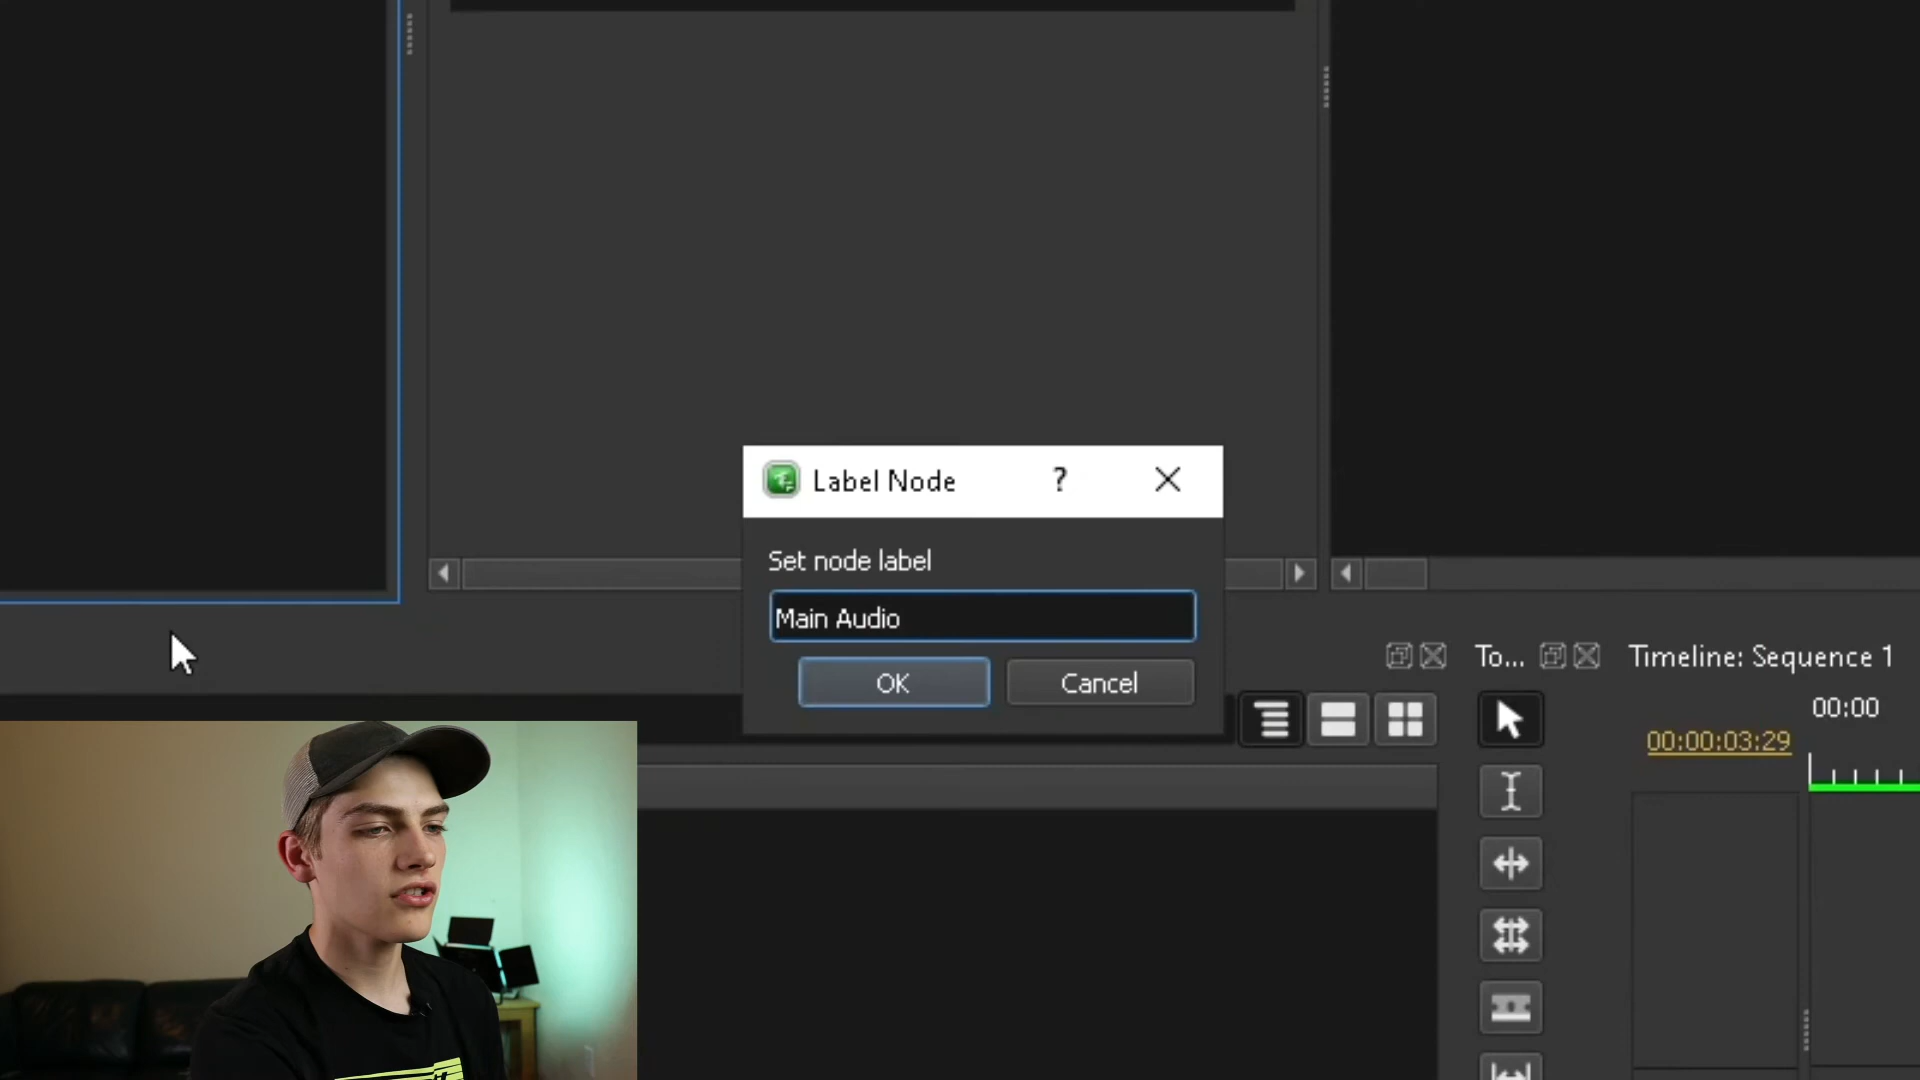 Label Node ?
Set node label
Main Audio
OK Cancel
To... Timeline: Sequence 1
00:00
00:00:03:29